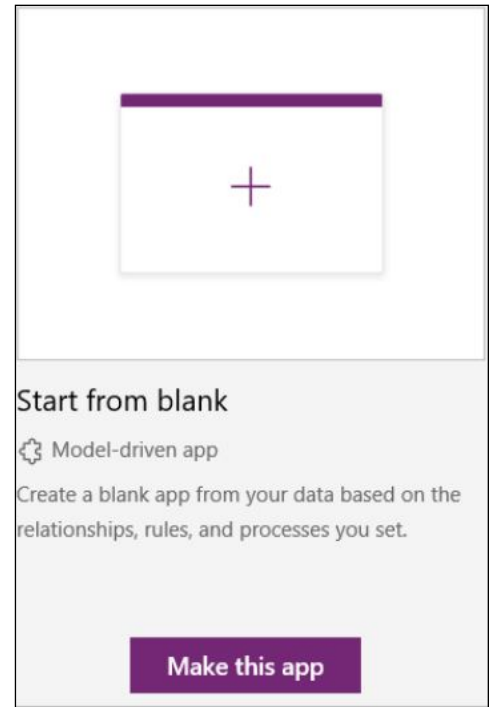 Start from blank
Model-driven app
Create a blank app from your data based on the
relationships, rules, and processes you set.
Make this app